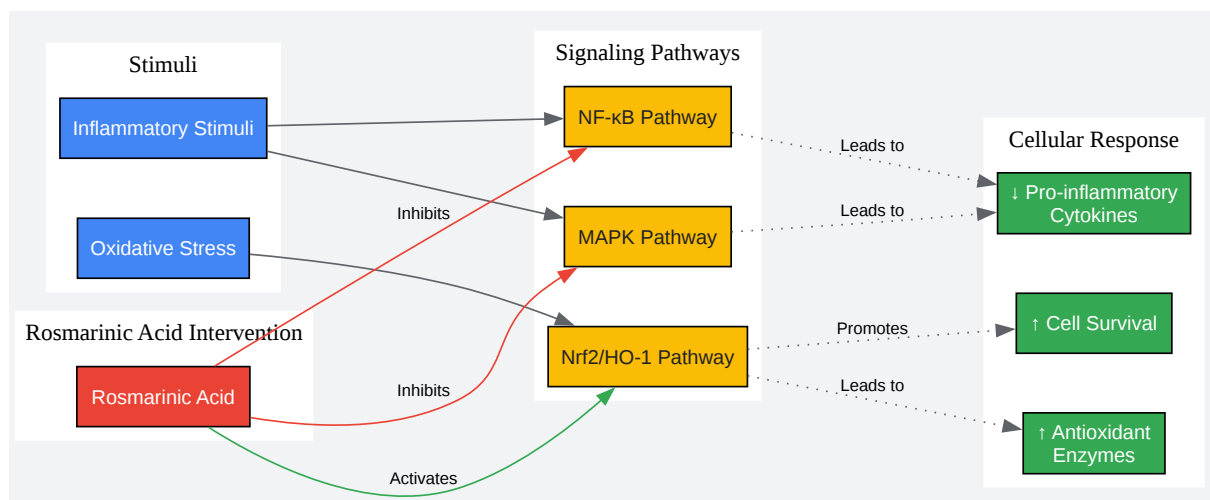 Stimuli
Inflammatory Stimuli
Oxidative Stress
Rosmarinic Acid Intervention
Rosmarinic Acid
Inhibits
Inhibits
Activates
Signaling Pathways
NF-κB Pathway
MAPK Pathway
Nrf2/HO-1 Pathway
Leads to
Leads to
Promotes
Leads to
Cellular Response
↓ Pro-inflammatory
Cytokines
↑ Cell Survival
↑ Antioxidant
Enzymes